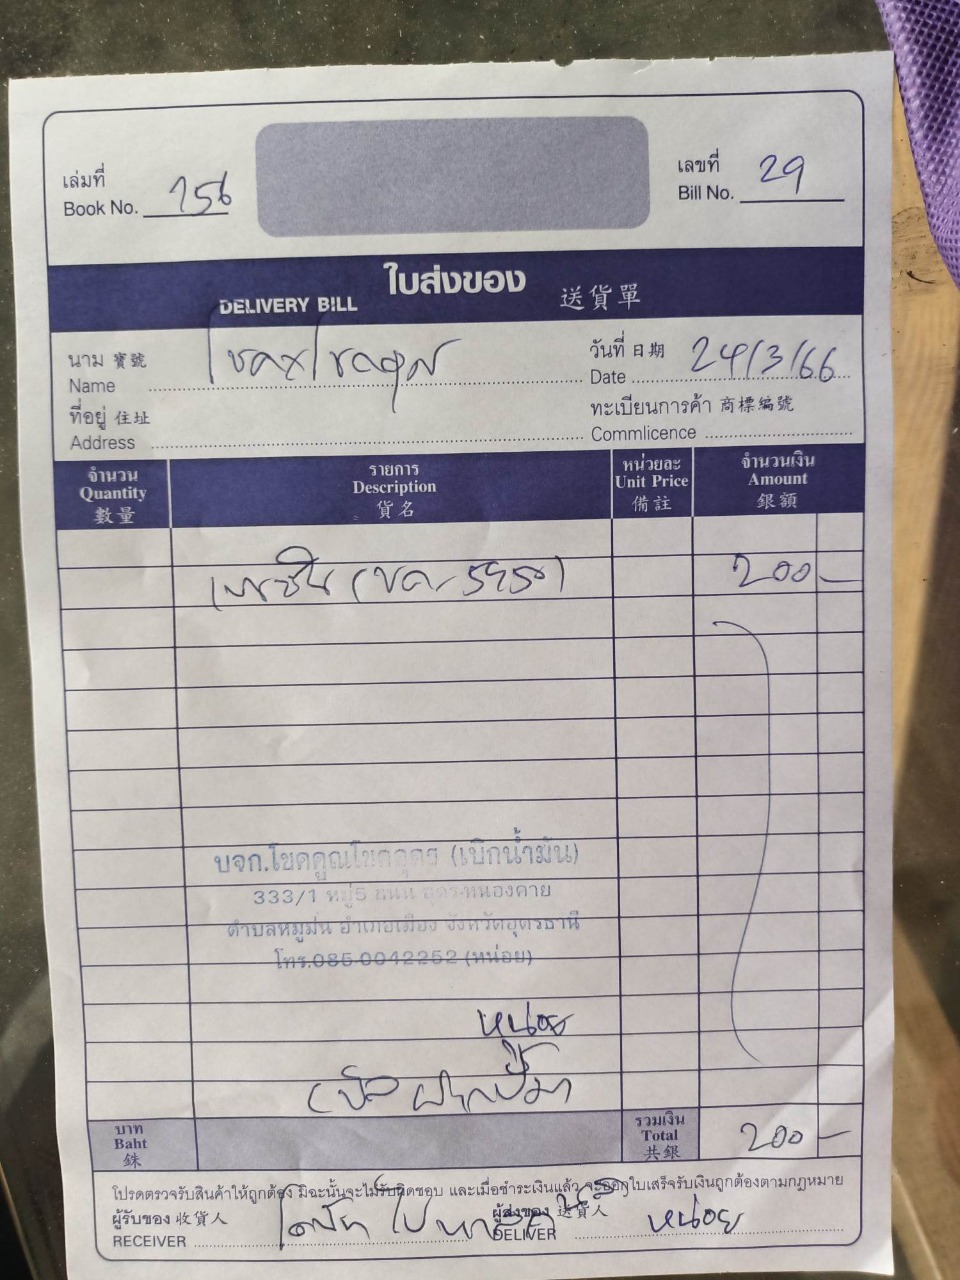 เล่มที่
Book No. 756
เลขที่
Bill No. 29
ใบส่งของ
DELIVERY BILL 送貨單
นาม 寶號
Name
วันที่ 日期
Date 24/3/66
ที่อยู่ 住址
Address
ทะเบียนการค้า 商標編號
Commlicence
จำนวน รายการ หน่วยละ จำนวนเงิน
Quantity Description Unit Price Amount
數量 貨名 備註 銀額
200 —
บจก.โชคคูณโชคอุดร (เบิกน้ำมัน)
333/1 หมู่5 ถนน อุดร-หนองคาย
ตำบลหมูม่น อำเภอเมือง จังหวัดอุดรธานี
โทร.085-0042252 (หน่อย)
หน่อย
บาท
Baht
銖
รวมเงิน
Total
共銀
200 —
โปรดตรวจรับสินค้าให้ถูกต้อง มิฉะนั้นจะไม่รับผิดชอบ และเมื่อชำระเงินแล้ว จะออกใบเสร็จรับเงินถูกต้องตามกฎหมาย
ผู้รับของ 收貨人
RECEIVER
ผู้ส่งของ 送貨人
DELIVER หน่อย